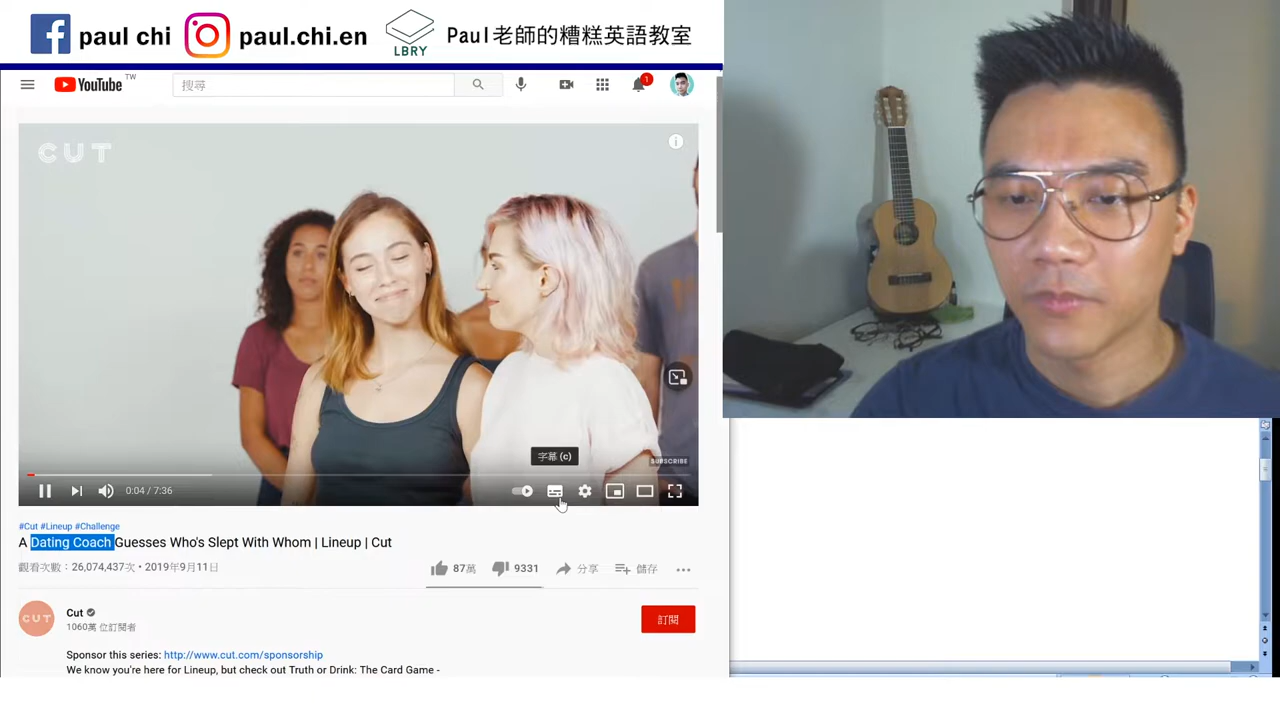 paul chi paul.chi.en LBRY Paul老師的糟糕英語教室
YouTube TW 搜尋 1
CUT
字幕 (c)
SUBSCRIBE
0:04 / 7:36
#Cut #Lineup #Challenge
A Dating Coach Guesses Who's Slept With Whom | Lineup | Cut
觀看次數：26,074,437次 • 2019年9月11日 87萬 9331 分享 儲存
CUT Cut
1060萬 位訂閱者 訂閱
Sponsor this series: http://www.cut.com/sponsorship
We know you're here for Lineup, but check out Truth or Drink: The Card Game -